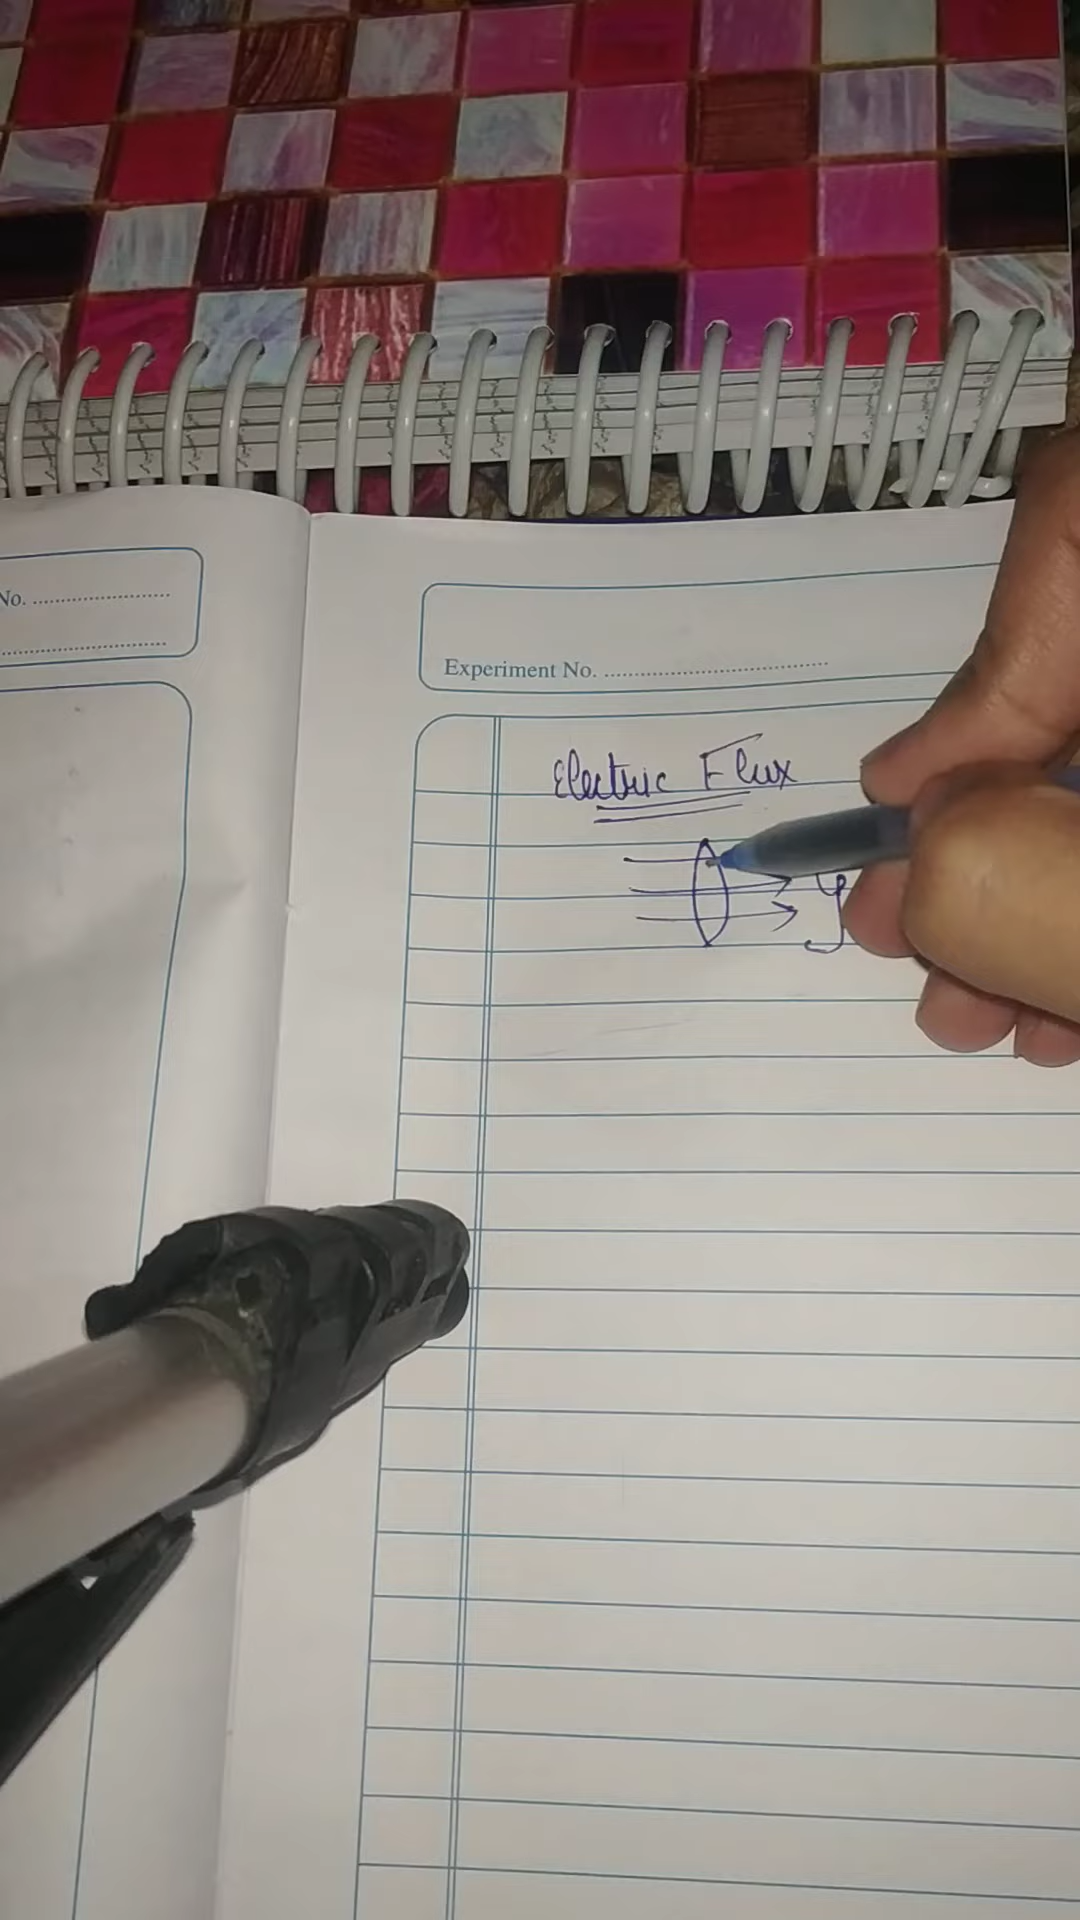 No. ..............................
..............................
Experiment No. ..............................
Electric Flux